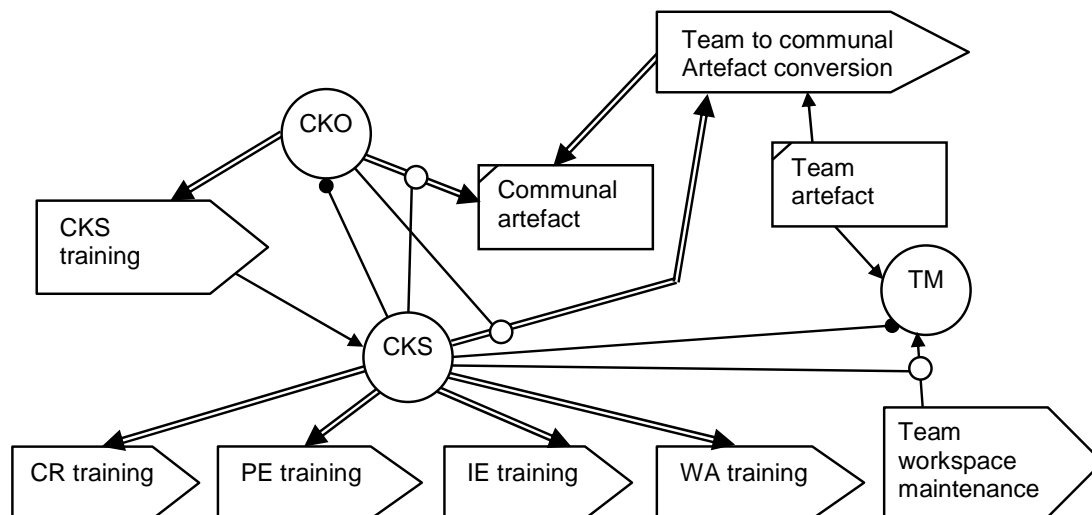 Team to communal
Artefact conversion
CKO
Communal
artefact
Team
artefact
CKS
training
TM
CKS
CR training
PE training
IE training
WA training
Team
workspace
maintenance